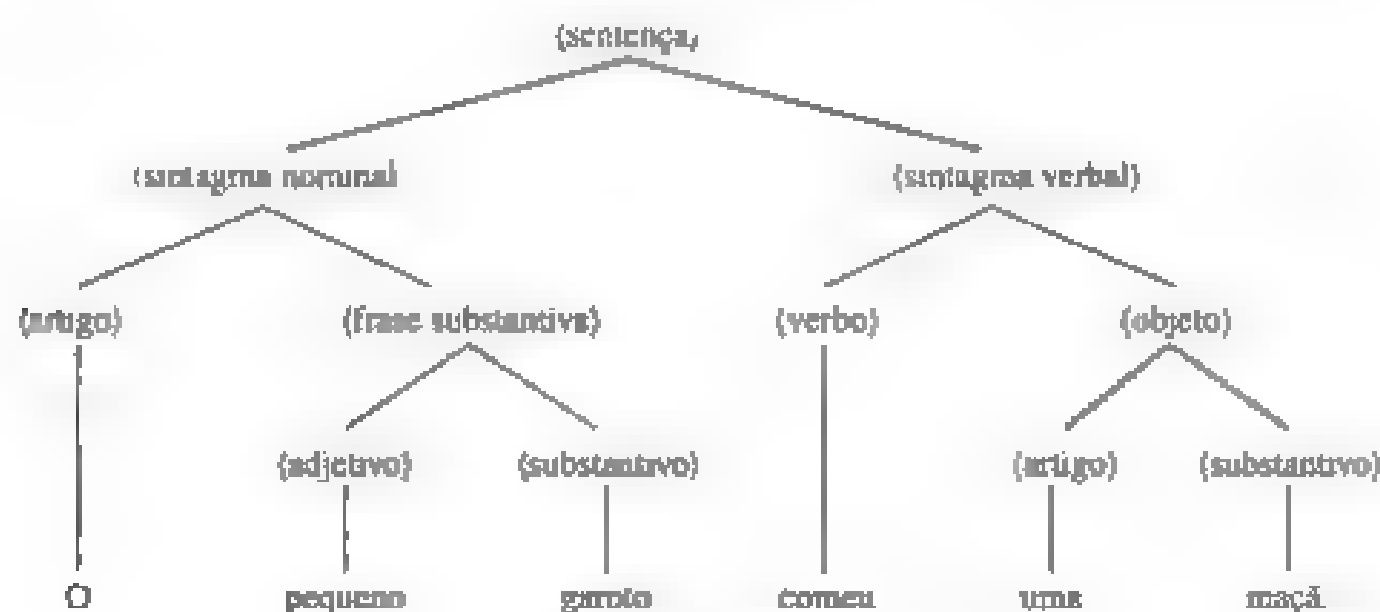 (sentença)
(sintagma nominal (sintagma verbal)
(artigo) (frase substantiva) (verbo) (objeto)
(adjetivo) (substantivo) (artigo) (substantivo)
O pequeno garoto comeu uma maçã